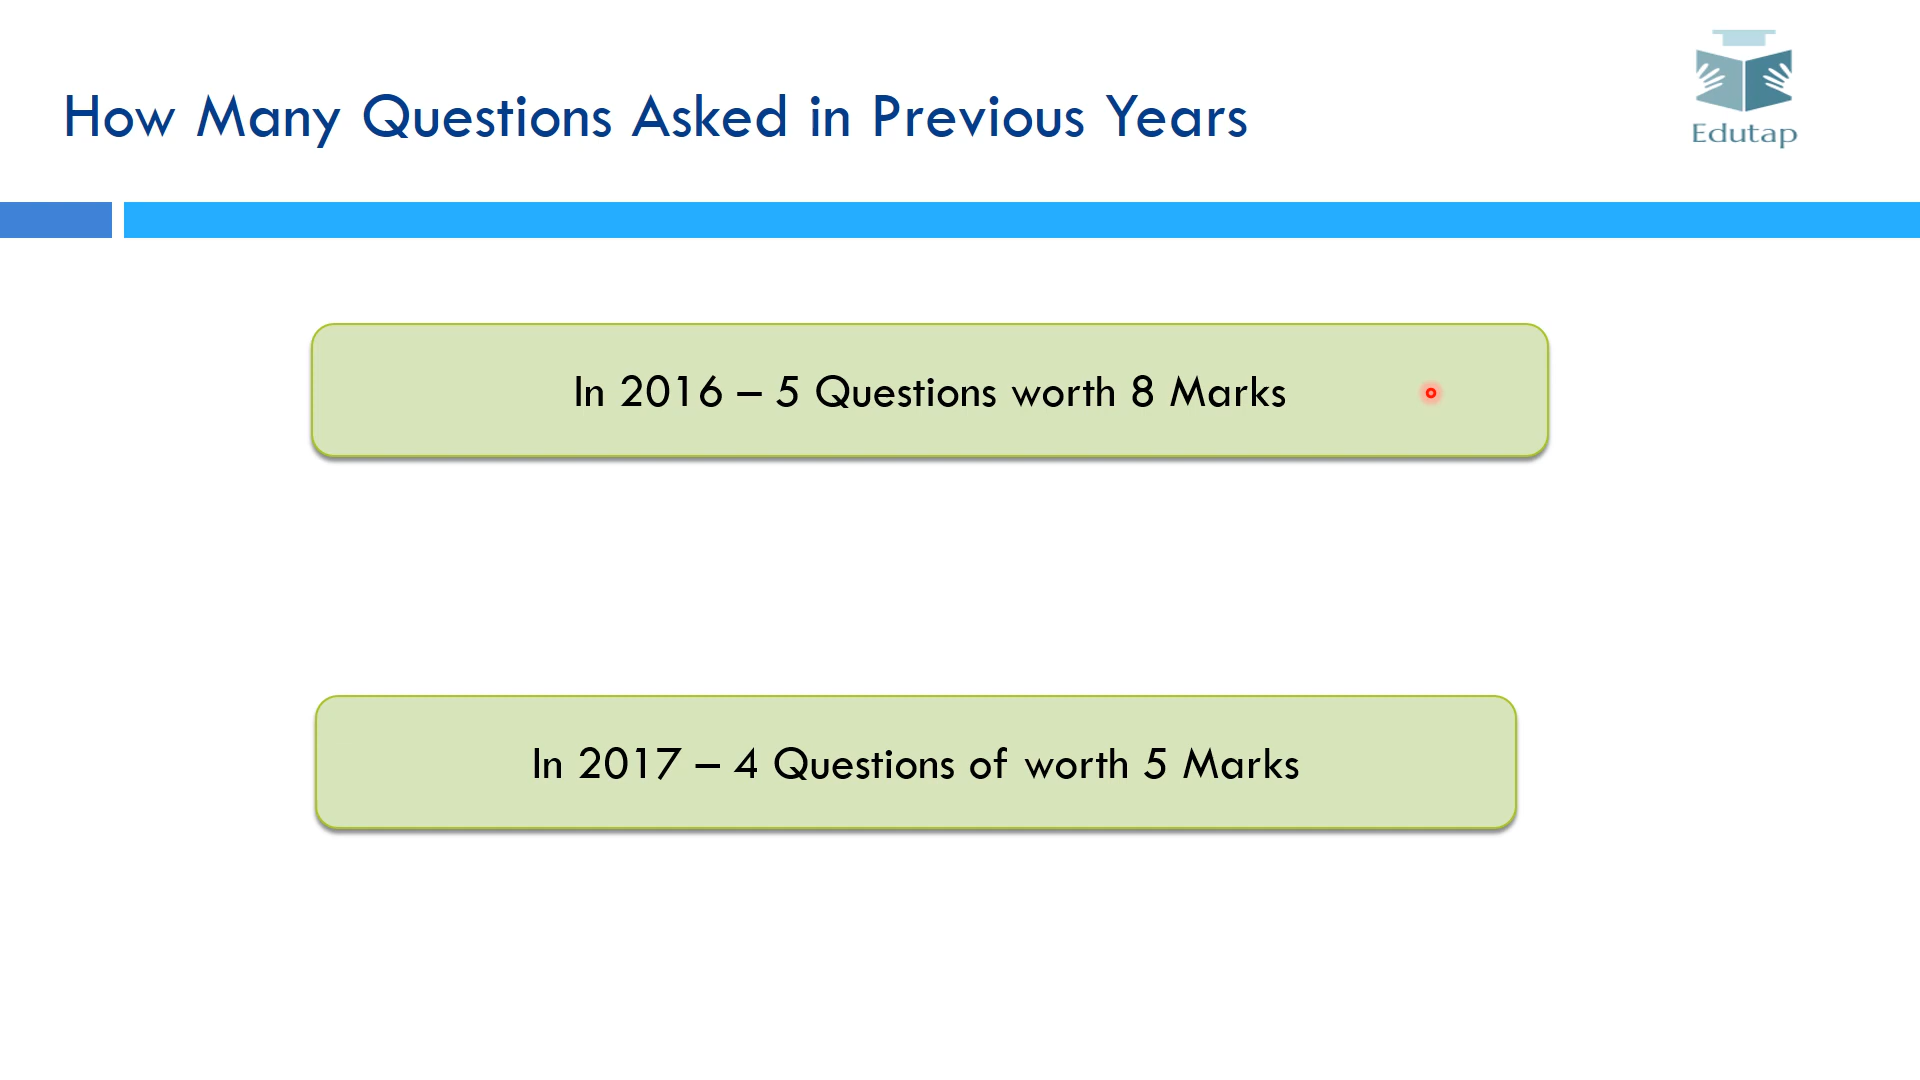 How Many Questions Asked in Previous Years
Edutap
In 2016 – 5 Questions worth 8 Marks
In 2017 – 4 Questions of worth 5 Marks